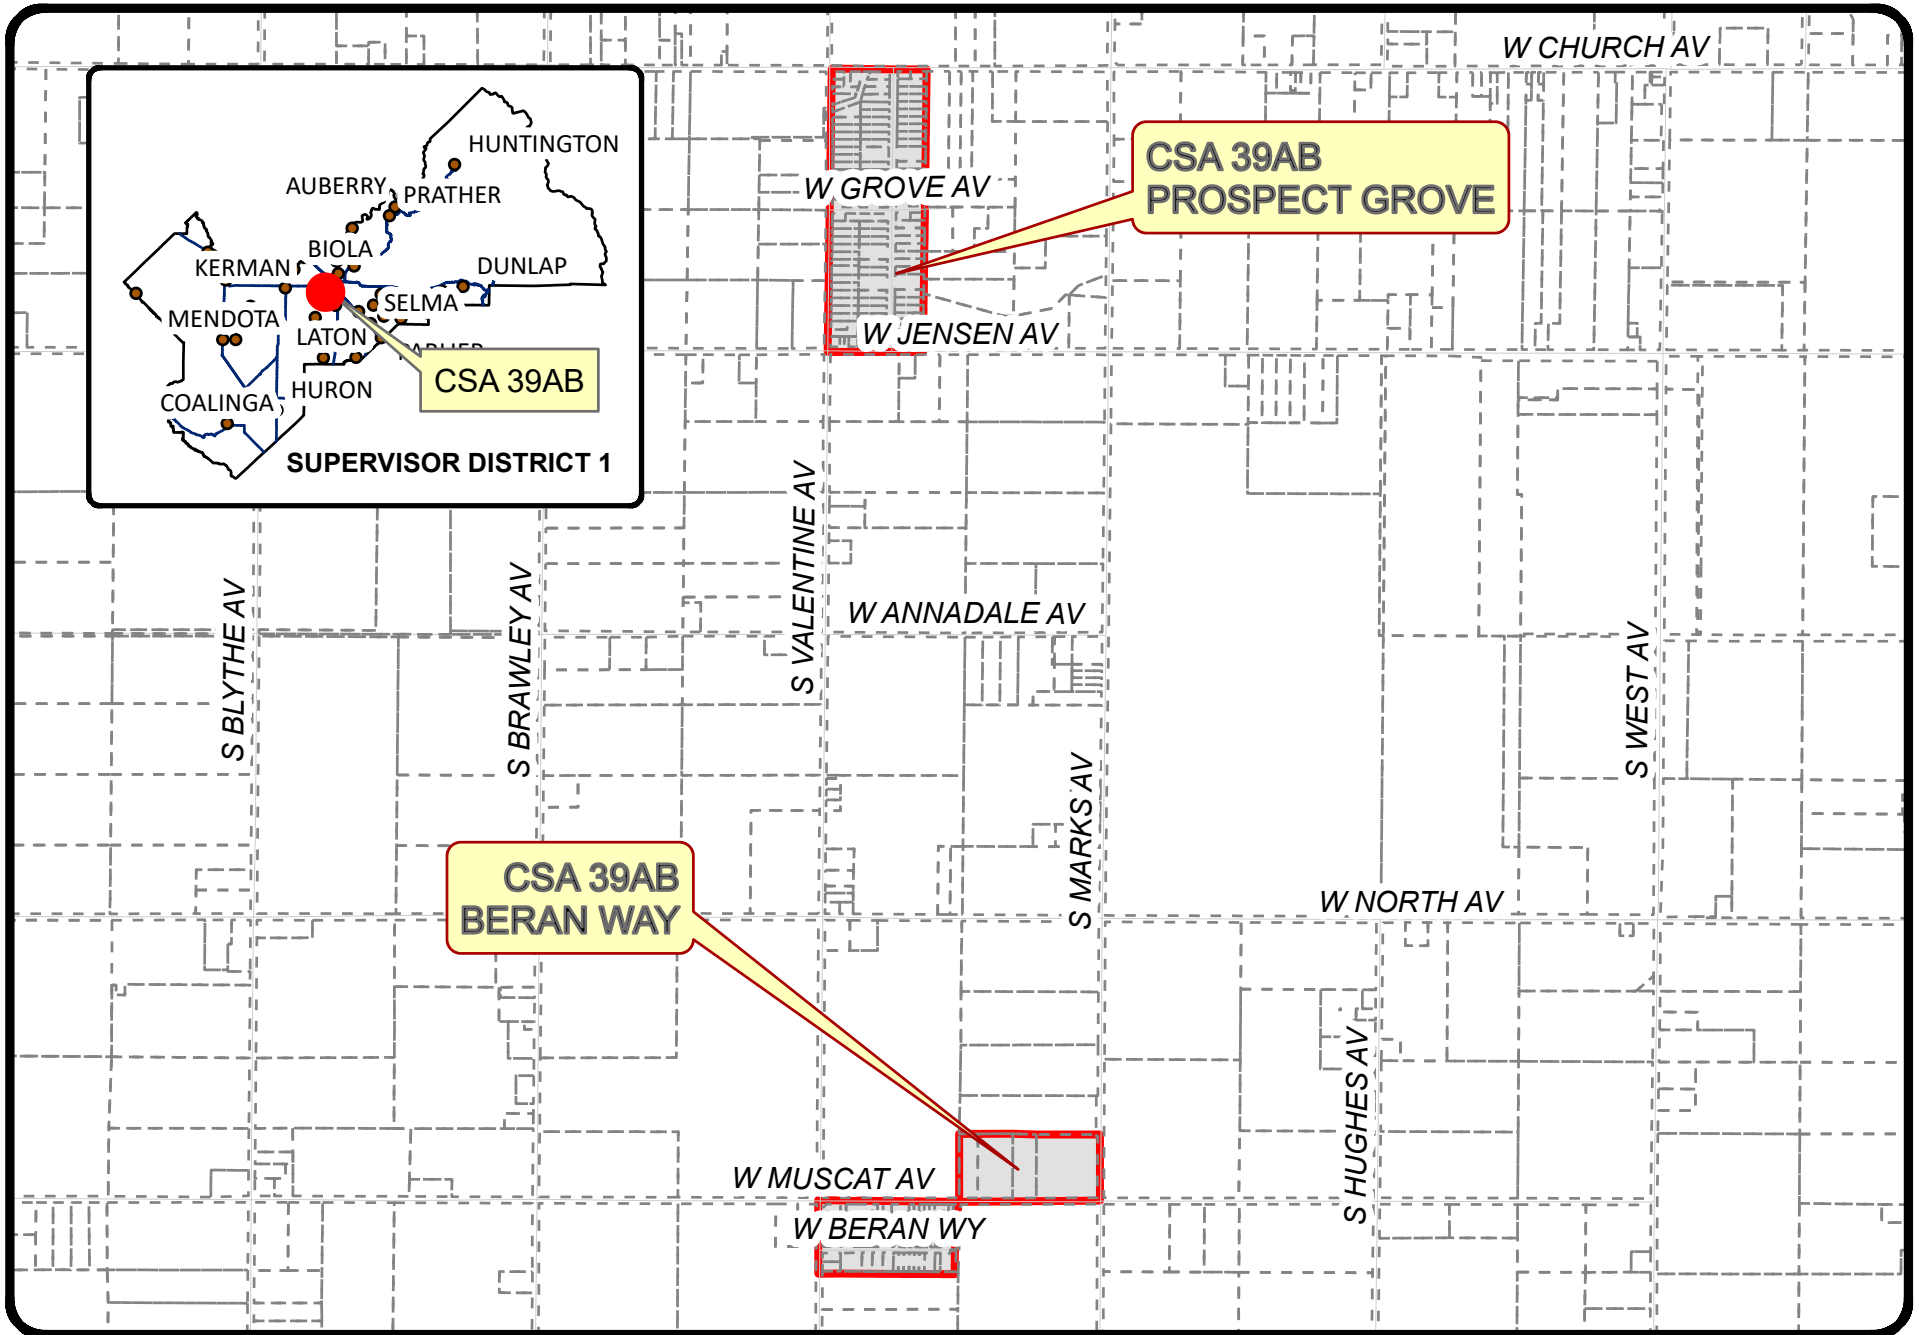 W CHURCH AV
HUNTINGTON
AUBERRY
PRATHER
BIOLA
KERMAN
DUNLAP
SELMA
MENDOTA
LATON
HURON
COALINGA
CSA 39AB
SUPERVISOR DISTRICT 1
CSA 39AB
PROSPECT GROVE
W GROVE AV
W JENSEN AV
S VALENTINE AV
W ANNADALE AV
S BLYTHE AV
S BRAWLEY AV
S WEST AV
S MARKS AV
CSA 39AB
BERAN WAY
W NORTH AV
S HUGHES AV
W MUSCAT AV
W BERAN WY